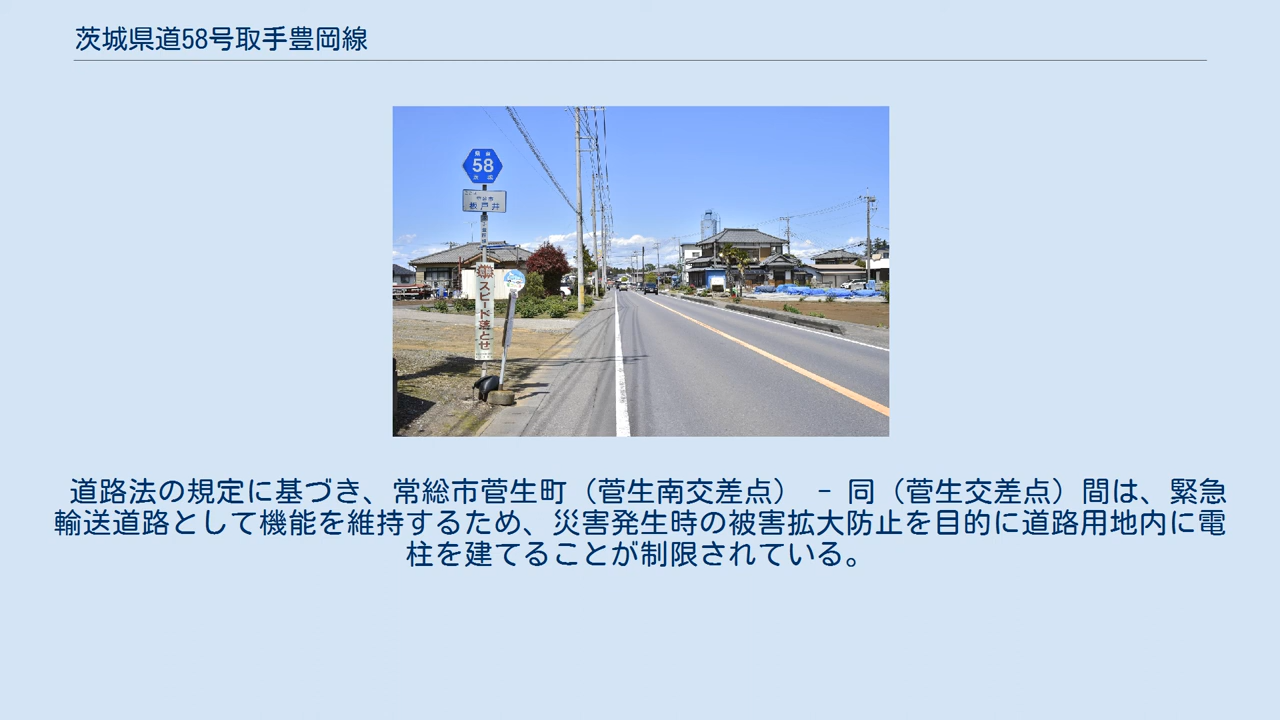 茨城県道58号取手豊岡線
58
板戸井
スピード落とせ
道路法の規定に基づき、常総市菅生町（菅生南交差点） - 同（菅生交差点）間は、緊急
輸送道路として機能を維持するため、災害発生時の被害拡大防止を目的に道路用地内に電
柱を建てることが制限されている。